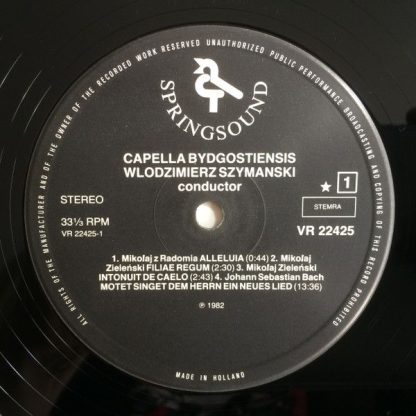 ALL RIGHTS OF THE MANUFACTURER AND OF THE OWNER OF THE RECORDED WORK RESERVED UNAUTHORIZED PUBLIC PERFORMANCE BROADCASTING AND COPYING OF THIS RECORD PROHIBITED
SPRINGSOUND
CAPELLA BYDGOSTIENSIS
WLODZIMIERZ SZYMANSKI
conductor
STEREO
33⅓ RPM
VR 22425-1
★ 1
STEMRA
VR 22425
1. Mikołaj z Radomia ALLELUIA (0:44) 2. Mikołaj
Zieleński FILIAE REGUM (2:30) 3. Mikołaj Zieleński
INTONUIT DE CAELO (2:43) 4. Johann Sebastian Bach
MOTET SINGET DEM HERRN EIN NEUES LIED (13:36)
℗ 1982
MADE IN HOLLAND